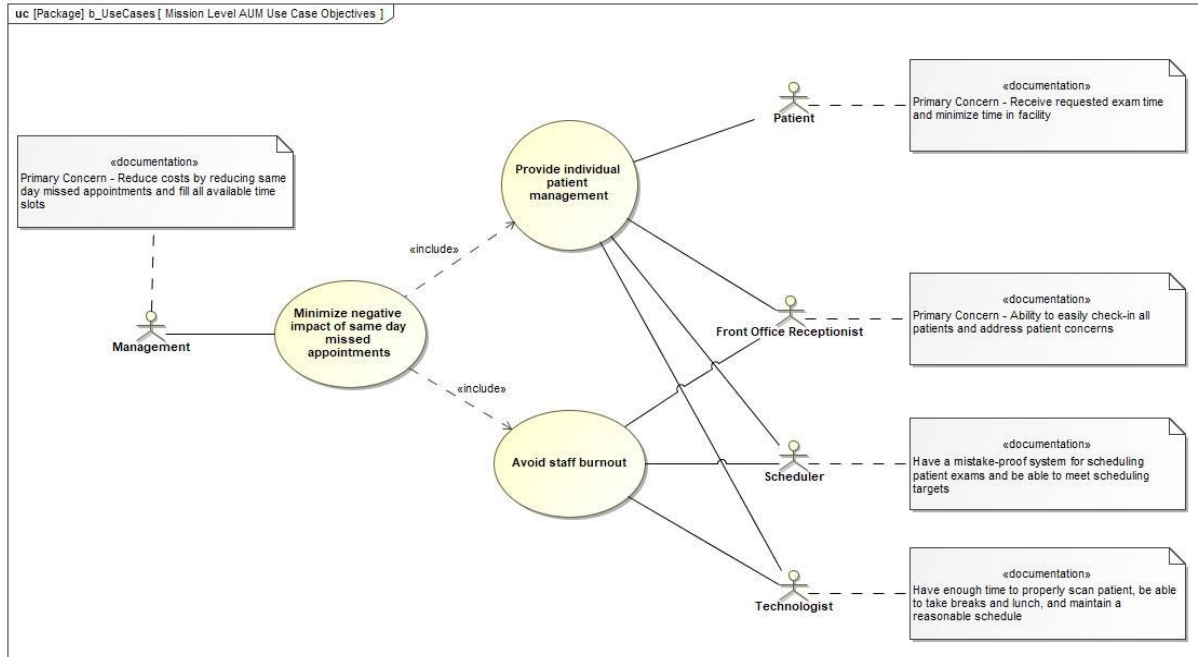 uc [Package] b_UseCases [ Mission Level AUM Use Case Objectives ]
«documentation»
Primary Concern - Reduce costs by reducing same
day missed appointments and fill all available time
slots
Management
Minimize negative
impact of same day
missed
appointments
«include»
«include»
Provide individual
patient
management
Avoid staff burnout
Patient
«documentation»
Primary Concern - Receive requested exam time
and minimize time in facility
Front Office Receptionist
«documentation»
Primary Concern - Ability to easily check-in all
patients and address patient concerns
Scheduler
«documentation»
Have a mistake-proof system for scheduling
patient exams and be able to meet scheduling
targets
Technologist
«documentation»
Have enough time to properly scan patient, be able
to take breaks and lunch, and maintain a
reasonable schedule